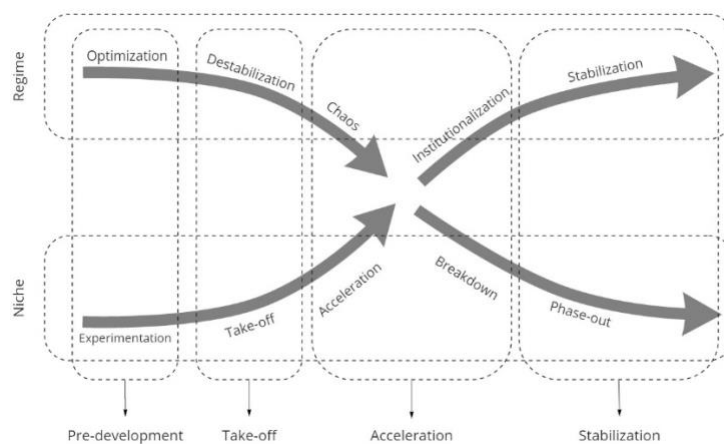 Regime
Optimization
Destabilization
Chaos
Institutionalization
Stabilization
Niche
Experimentation
Take-off
Acceleration
Breakdown
Phase-out
Pre-development
Take-off
Acceleration
Stabilization